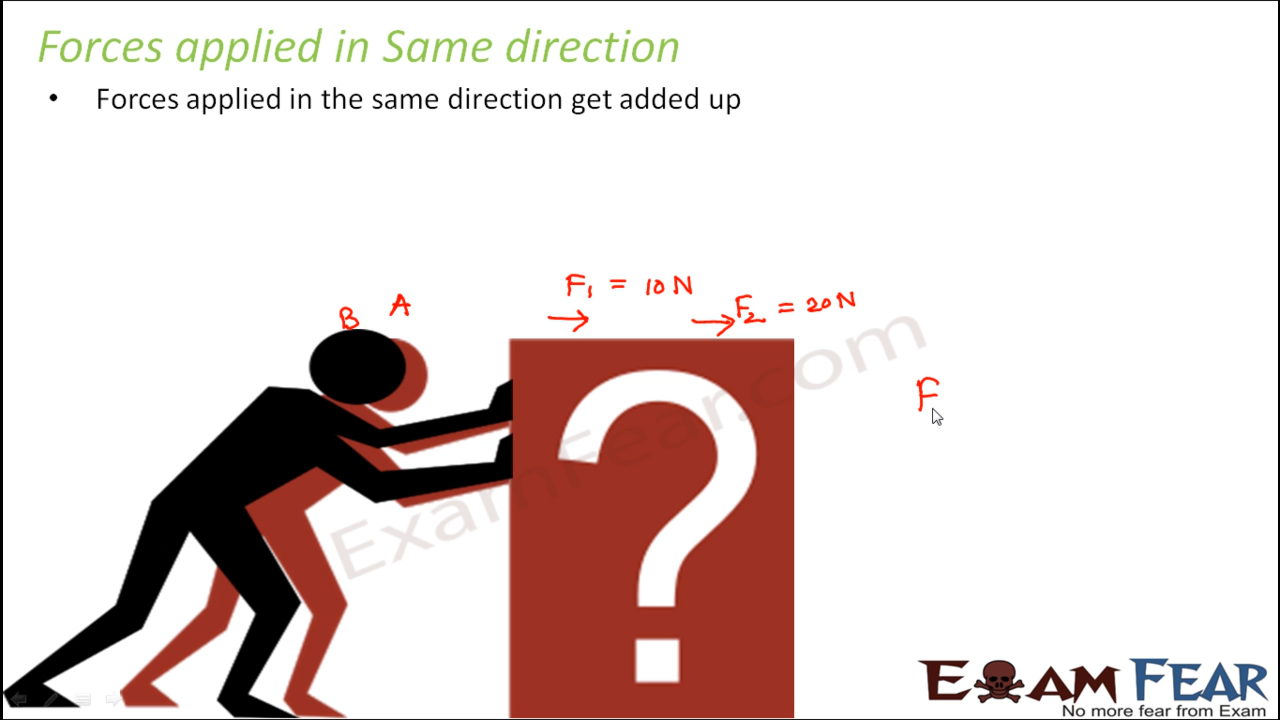 Forces applied in Same direction
• Forces applied in the same direction get added up
F₁ = 10 N
F₂ = 20 N
B A
F
?
ExamFear.com
EXAM FEAR
No more fear from Exam